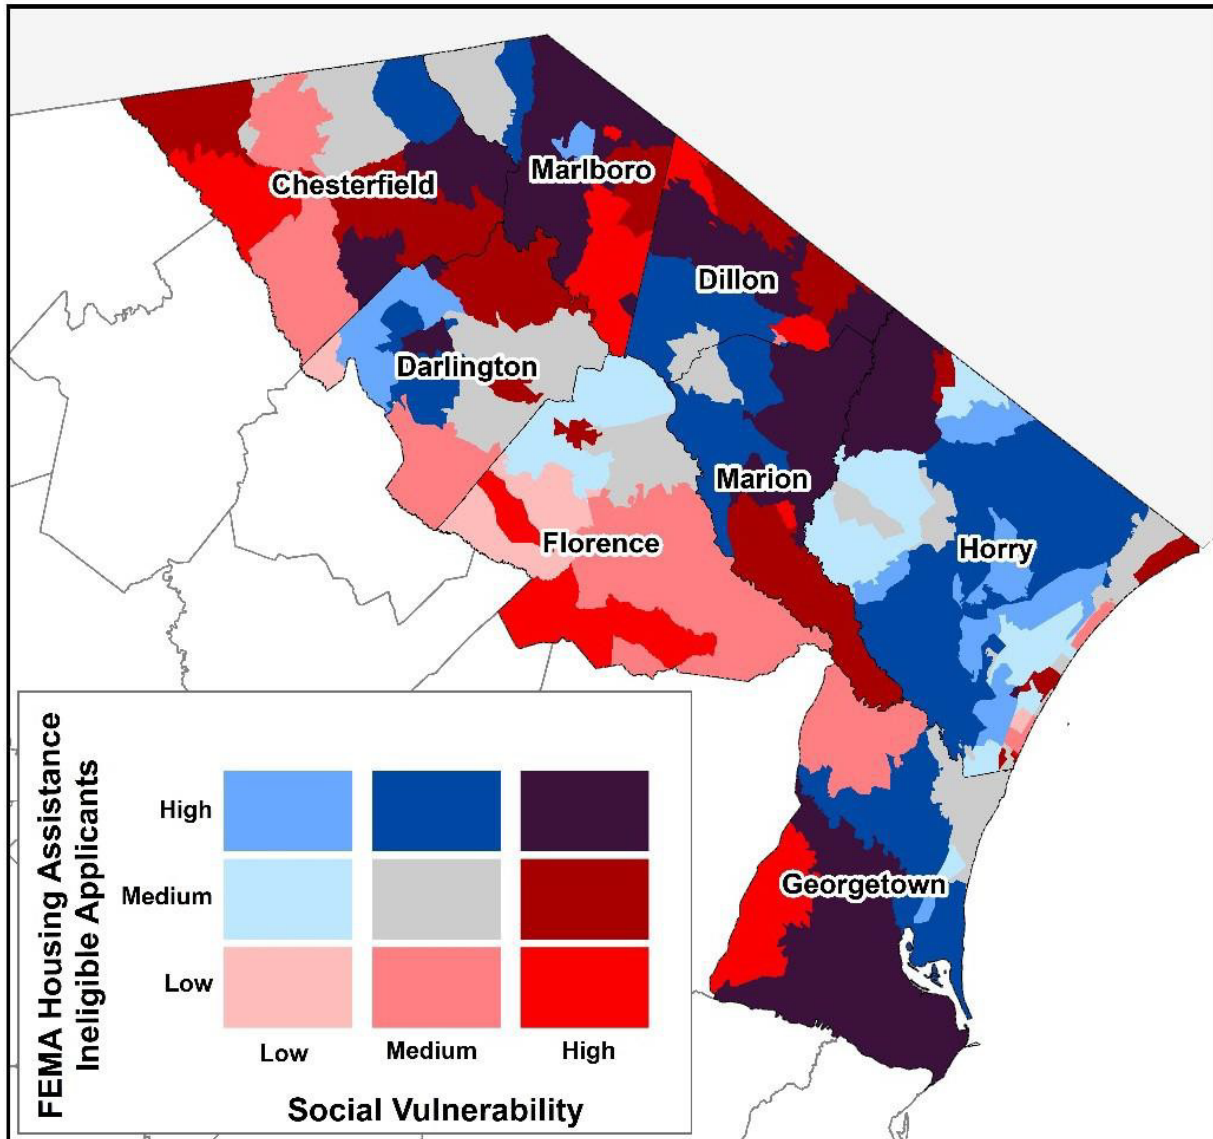 Marlboro
Chesterfield
Dillon
Darlington
Marion
Florence
Horry
Georgetown
FEMA Housing Assistance
Ineligible Applicants
High
Medium
Low
Low
Medium
High
Social Vulnerability